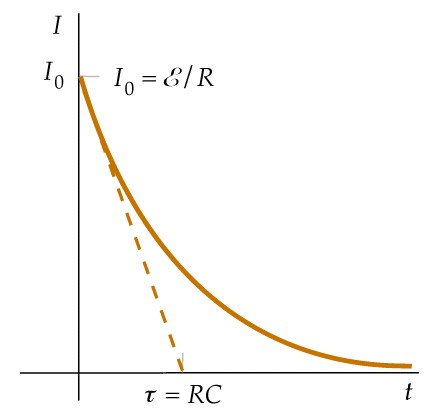 I
I₀
I₀ = ℰ/R
τ = RC
t